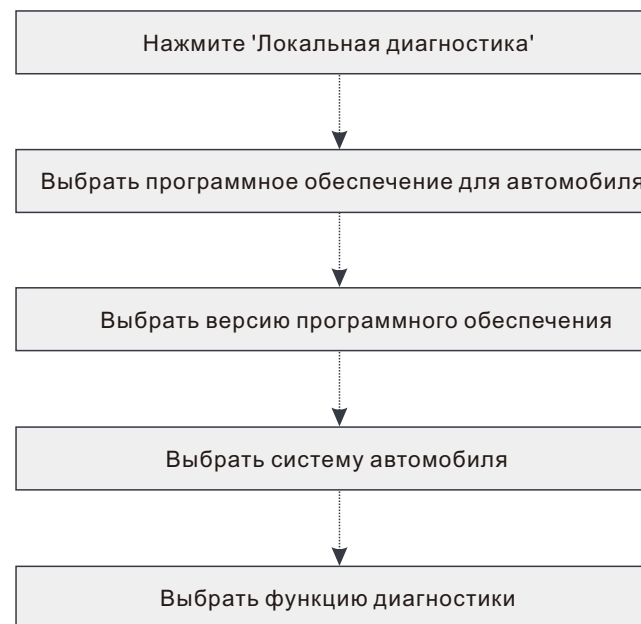 Нажмите 'Локальная диагностика'
Выбрать программное обеспечение для автомобиля
Выбрать версию программного обеспечения
Выбрать систему автомобиля
Выбрать функцию диагностики